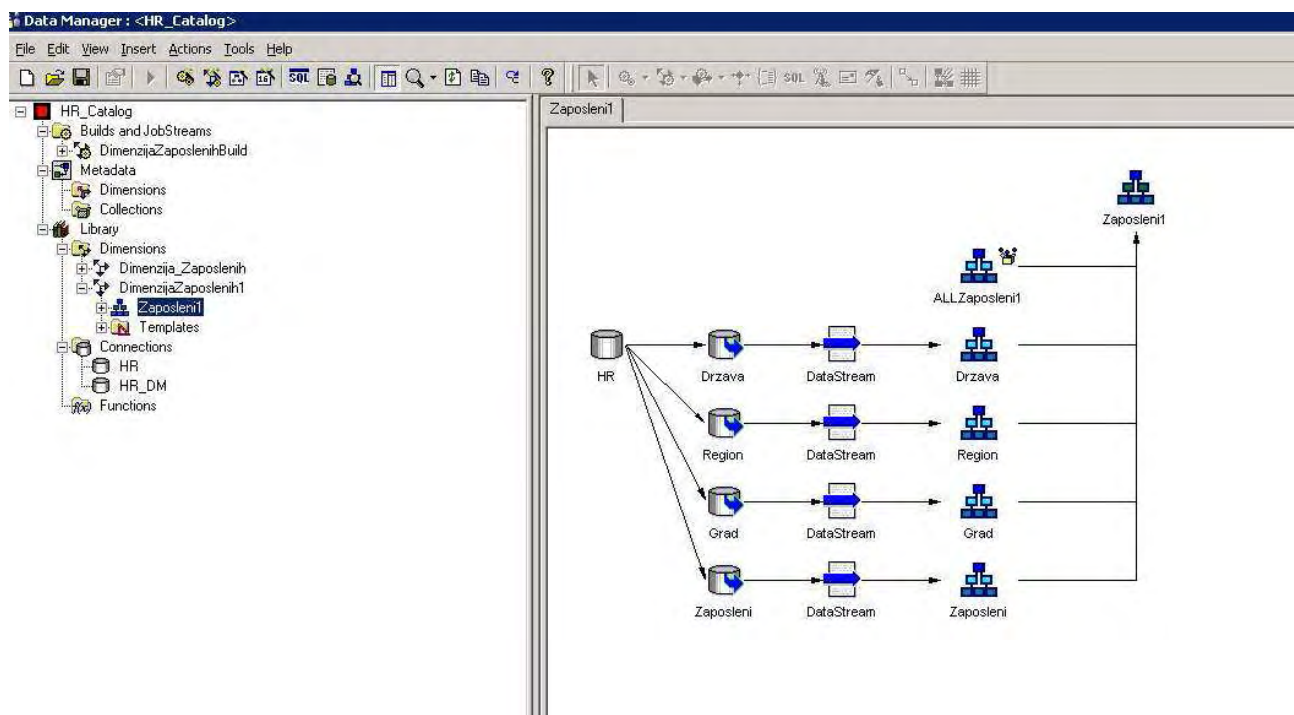 Data Manager : <HR_Catalog>
File Edit View Insert Actions Tools Help
SQL
SQL
HR_Catalog
Builds and JobStreams
DimenzijaZaposlenihBuild
Metadata
Dimensions
Collections
Library
Dimensions
Dimenzija_Zaposlenih
DimenzijaZaposlenih1
Zaposleni1
Templates
Connections
HR
HR_DM
f(x) Functions
Zaposleni1
Zaposleni1
ALLZaposleni1
HR Drzava DataStream Drzava
Region DataStream Region
Grad DataStream Grad
Zaposleni DataStream Zaposleni